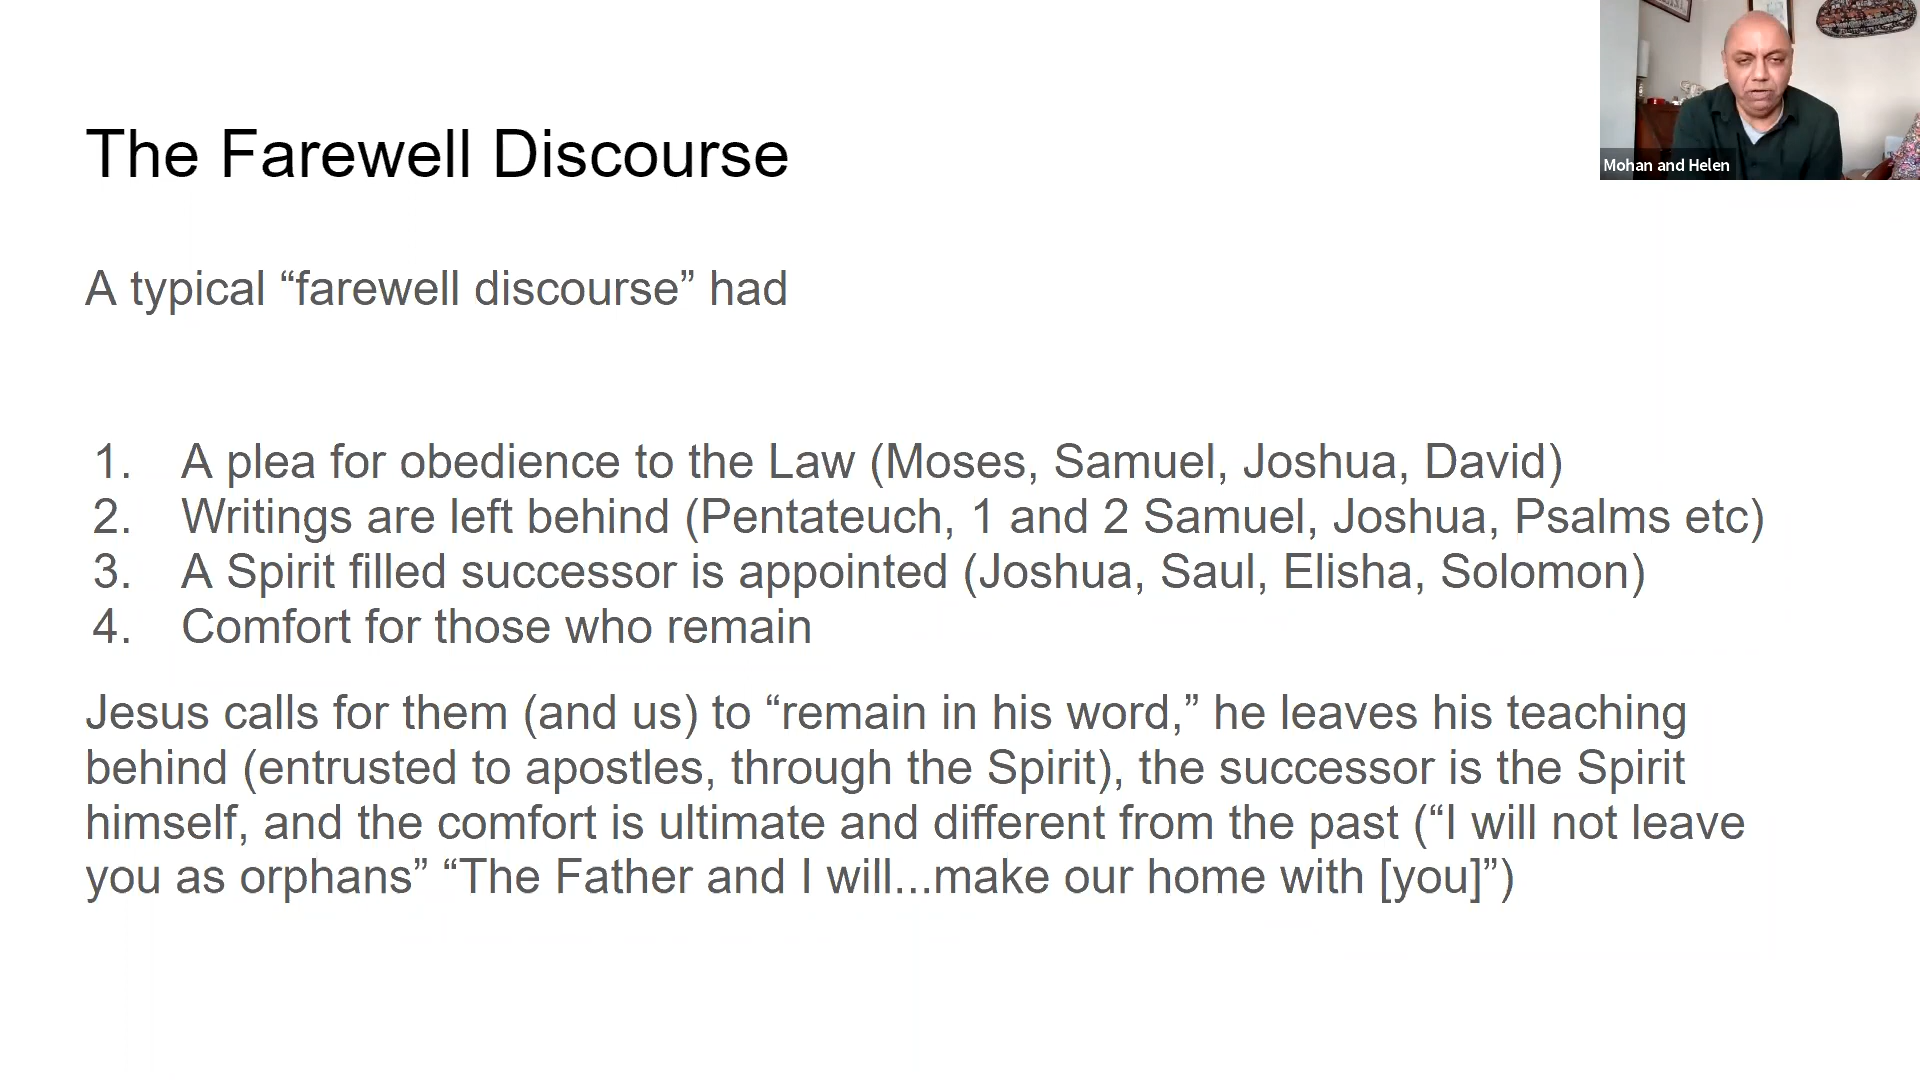 Mohan and Helen
The Farewell Discourse
A typical “farewell discourse” had
1. A plea for obedience to the Law (Moses, Samuel, Joshua, David)
2. Writings are left behind (Pentateuch, 1 and 2 Samuel, Joshua, Psalms etc)
3. A Spirit filled successor is appointed (Joshua, Saul, Elisha, Solomon)
4. Comfort for those who remain
Jesus calls for them (and us) to “remain in his word,” he leaves his teaching
behind (entrusted to apostles, through the Spirit), the successor is the Spirit
himself, and the comfort is ultimate and different from the past (“I will not leave
you as orphans” “The Father and I will...make our home with [you]”)